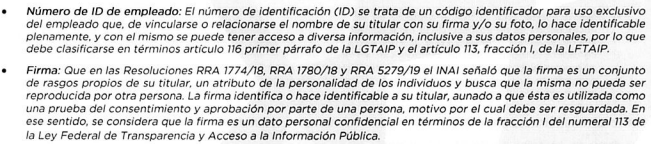 • Número de ID de empleado: El número de identificación (ID) se trata de un código identificador para uso exclusivo
del empleado que, de vincularse o relacionarse el nombre de su titular con su firma y/o su foto, lo hace identificable
plenamente, y con el mismo se puede tener acceso a diversa información, inclusive a sus datos personales, por lo que
debe clasificarse en términos artículo 116 primer párrafo de la LGTAIP y el artículo 113, fracción I, de la LFTAIP.
• Firma: Que en las Resoluciones RRA 1774/18, RRA 1780/18 y RRA 5279/19 el INAI señaló que la firma es un conjunto
de rasgos propios de su titular, un atributo de la personalidad de los individuos y busca que la misma no pueda ser
reproducida por otra persona. La firma identifica o hace identificable a su titular, aunado a que ésta es utilizada como
una prueba del consentimiento y aprobación por parte de una persona, motivo por el cual debe ser resguardada. En
ese sentido, se considera que la firma es un dato personal confidencial en términos de la fracción I del numeral 113 de
la Ley Federal de Transparencia y Acceso a la Información Pública.